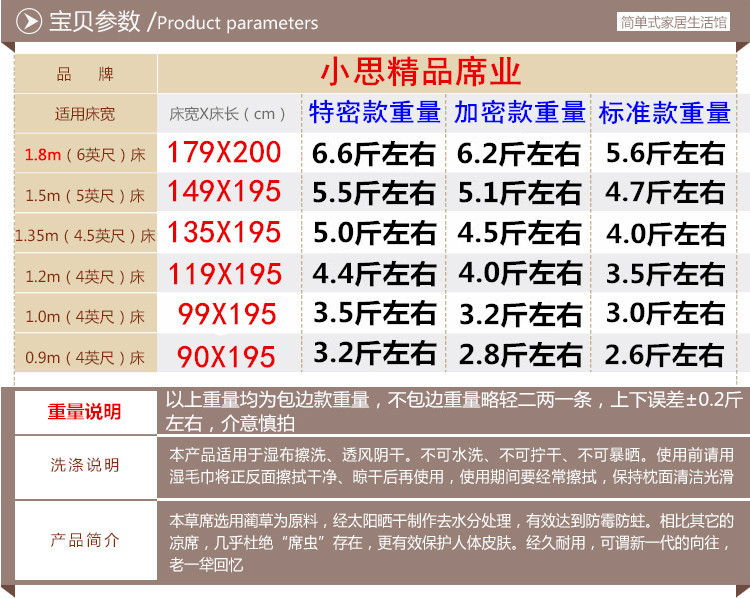 宝贝参数 /Product parameters
简单式家居生活馆
品 牌 小思精品席业
适用床宽 床宽X床长（cm） 特密款重量 加密款重量 标准款重量
1.8m（6英尺）床 179X200 6.6斤左右 6.2斤左右 5.6斤左右
1.5m（5英尺）床 149X195 5.5斤左右 5.1斤左右 4.7斤左右
1.35m（4.5英尺）床 135X195 5.0斤左右 4.5斤左右 4.0斤左右
1.2m（4英尺）床 119X195 4.4斤左右 4.0斤左右 3.5斤左右
1.0m（4英尺）床 99X195 3.5斤左右 3.2斤左右 3.0斤左右
0.9m（4英尺）床 90X195 3.2斤左右 2.8斤左右 2.6斤左右
重量说明
以上重量均为包边款重量，不包边重量略轻二两一条，上下误差±0.2斤
左右，介意慎拍
洗涤说明
本产品适用于湿布擦洗、透风阴干。不可水洗、不可拧干、不可暴晒。使用前请用
湿毛巾将正反面擦拭干净、晾干后再使用，使用期间要经常擦拭，保持枕面清洁光滑
产品简介
本草席选用蔺草为原料，经太阳晒干制作去水分处理，有效达到防霉防蛀。相比其它的
凉席，几乎杜绝“席虫”存在，更有效保护人体皮肤。经久耐用，可谓新一代的向往，
老一袋回忆